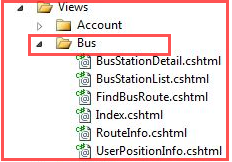 Views
Account
Bus
BusStationDetail.cshtml
BusStationList.cshtml
FindBusRoute.cshtml
Index.cshtml
RouteInfo.cshtml
UserPositionInfo.cshtml